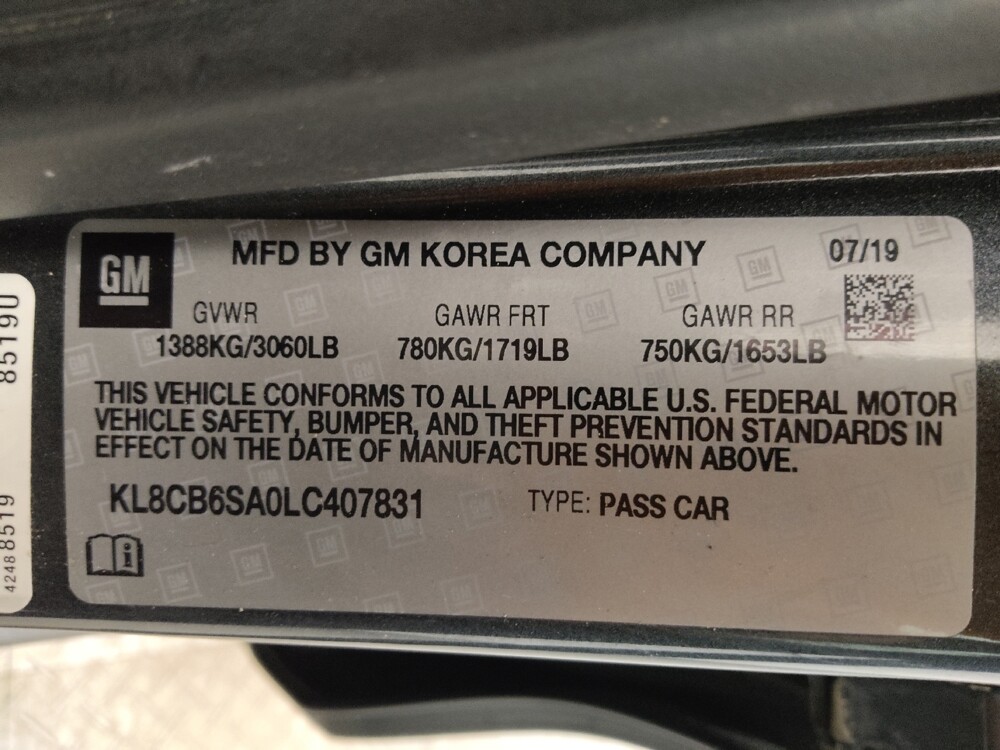 GM
MFD BY GM KOREA COMPANY
07/19
GVWR GAWR FRT GAWR RR
1388KG/3060LB 780KG/1719LB 750KG/1653LB
THIS VEHICLE CONFORMS TO ALL APPLICABLE U.S. FEDERAL MOTOR
VEHICLE SAFETY, BUMPER, AND THEFT PREVENTION STANDARDS IN
EFFECT ON THE DATE OF MANUFACTURE SHOWN ABOVE.
KL8CB6SA0LC407831 TYPE: PASS CAR
42488519 85190